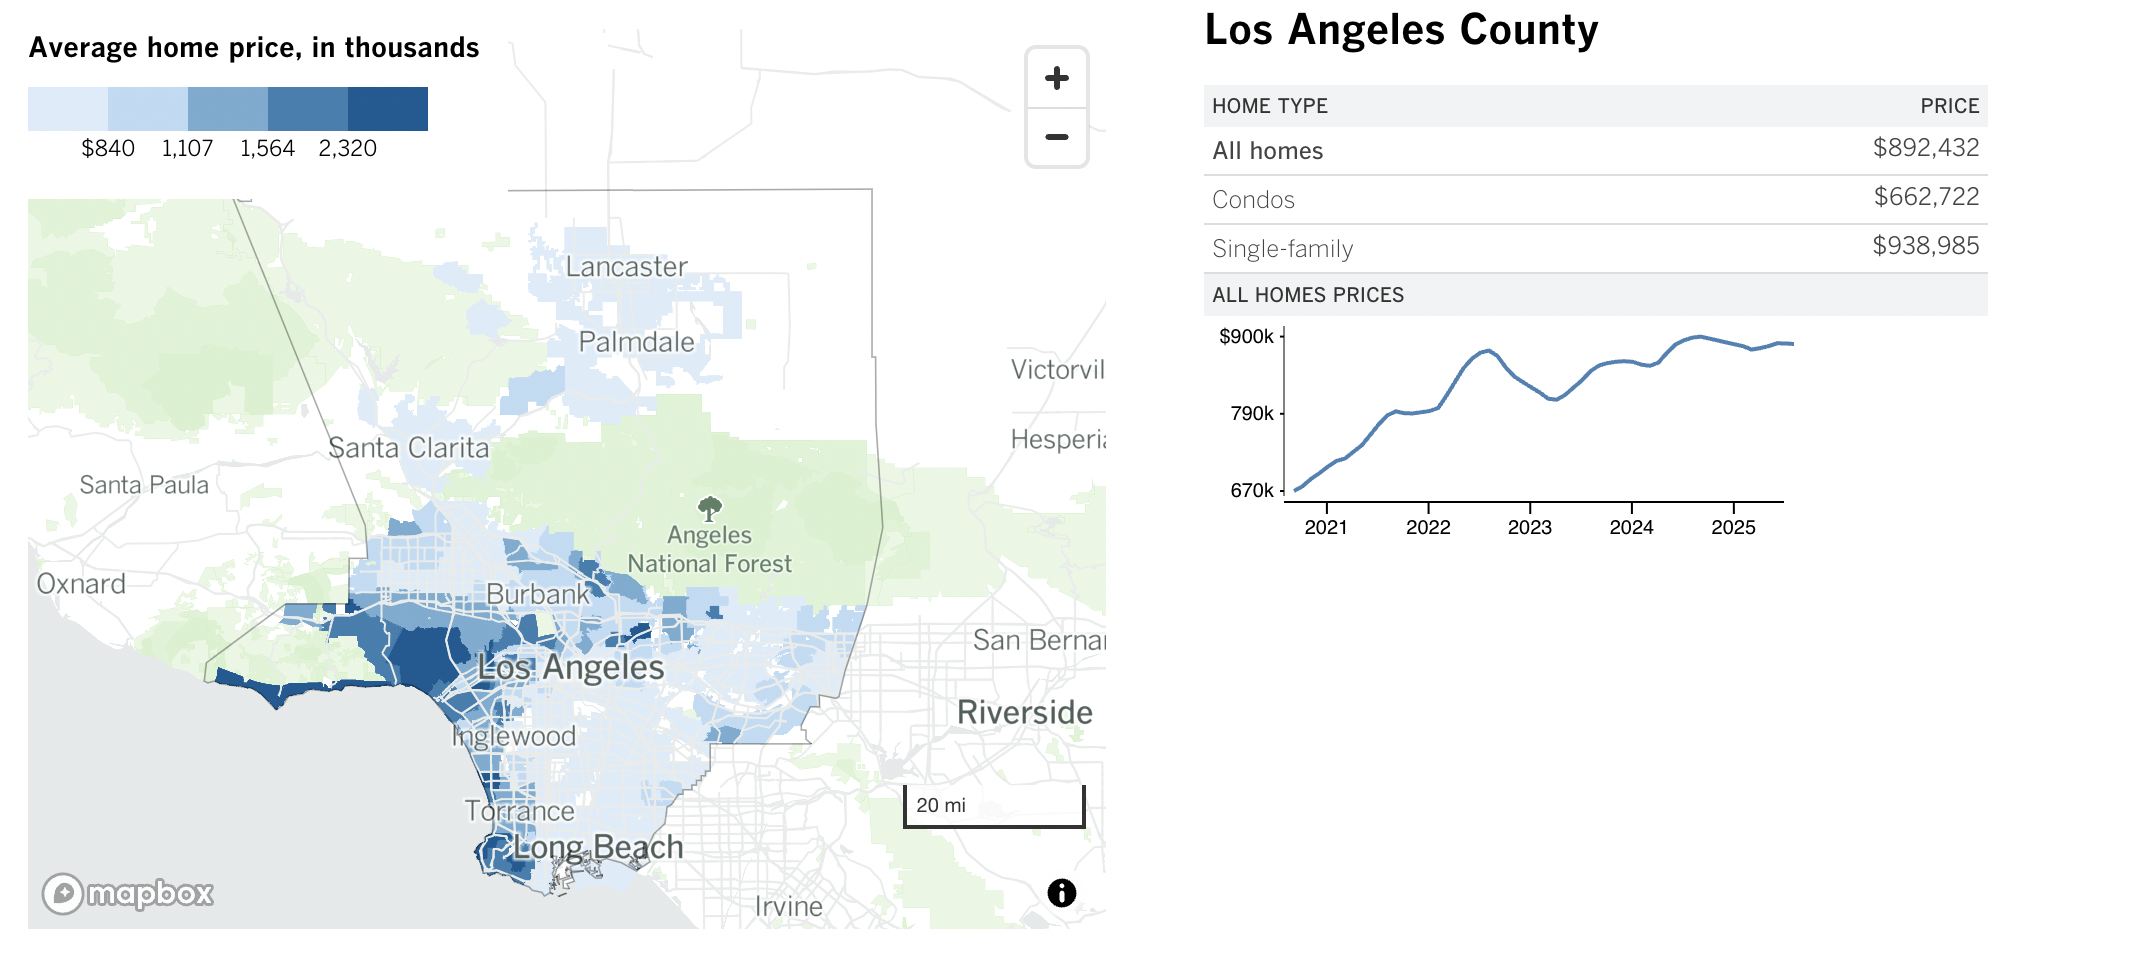 Average home price, in thousands
$840 1,107 1,564 2,320
+
−
Lancaster
Palmdale
Victorvil
Hesperia
Santa Clarita
Santa Paula
Angeles
National Forest
Oxnard
Burbank
San Bernar
Los Angeles
Riverside
Inglewood
20 mi
Torrance
Long Beach
mapbox
Irvine
Los Angeles County
HOME TYPE PRICE
All homes $892,432
Condos $662,722
Single-family $938,985
ALL HOMES PRICES
$900k
790k
670k
2021 2022 2023 2024 2025